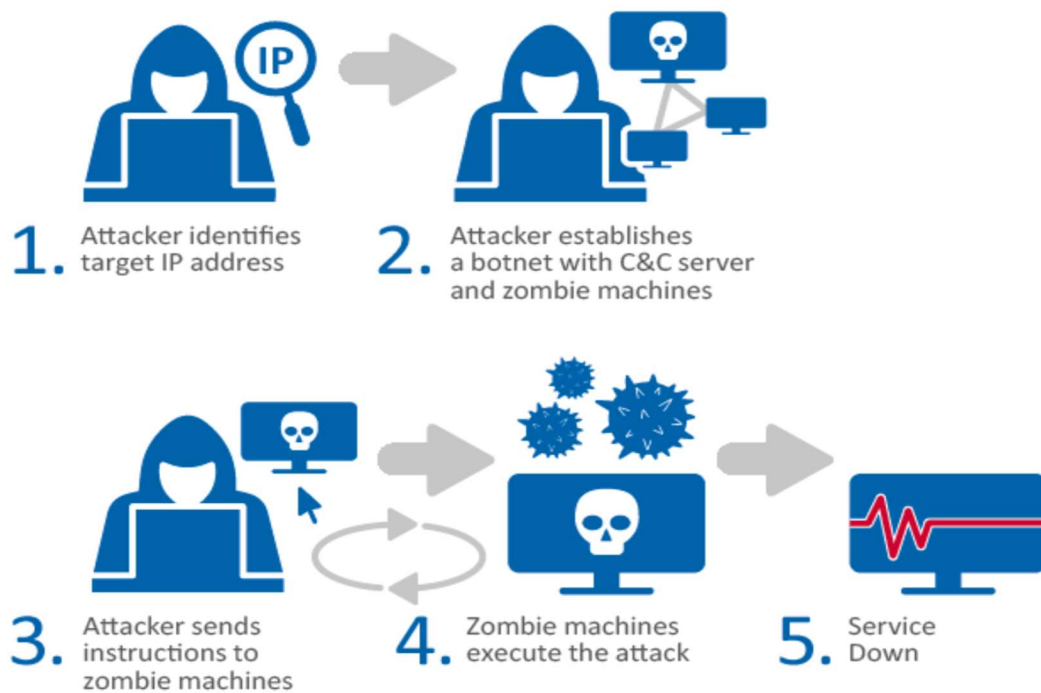 IP
1. Attacker identifies
target IP address
2. Attacker establishes
a botnet with C&C server
and zombie machines
3. Attacker sends
instructions to
zombie machines
4. Zombie machines
execute the attack
5. Service
Down